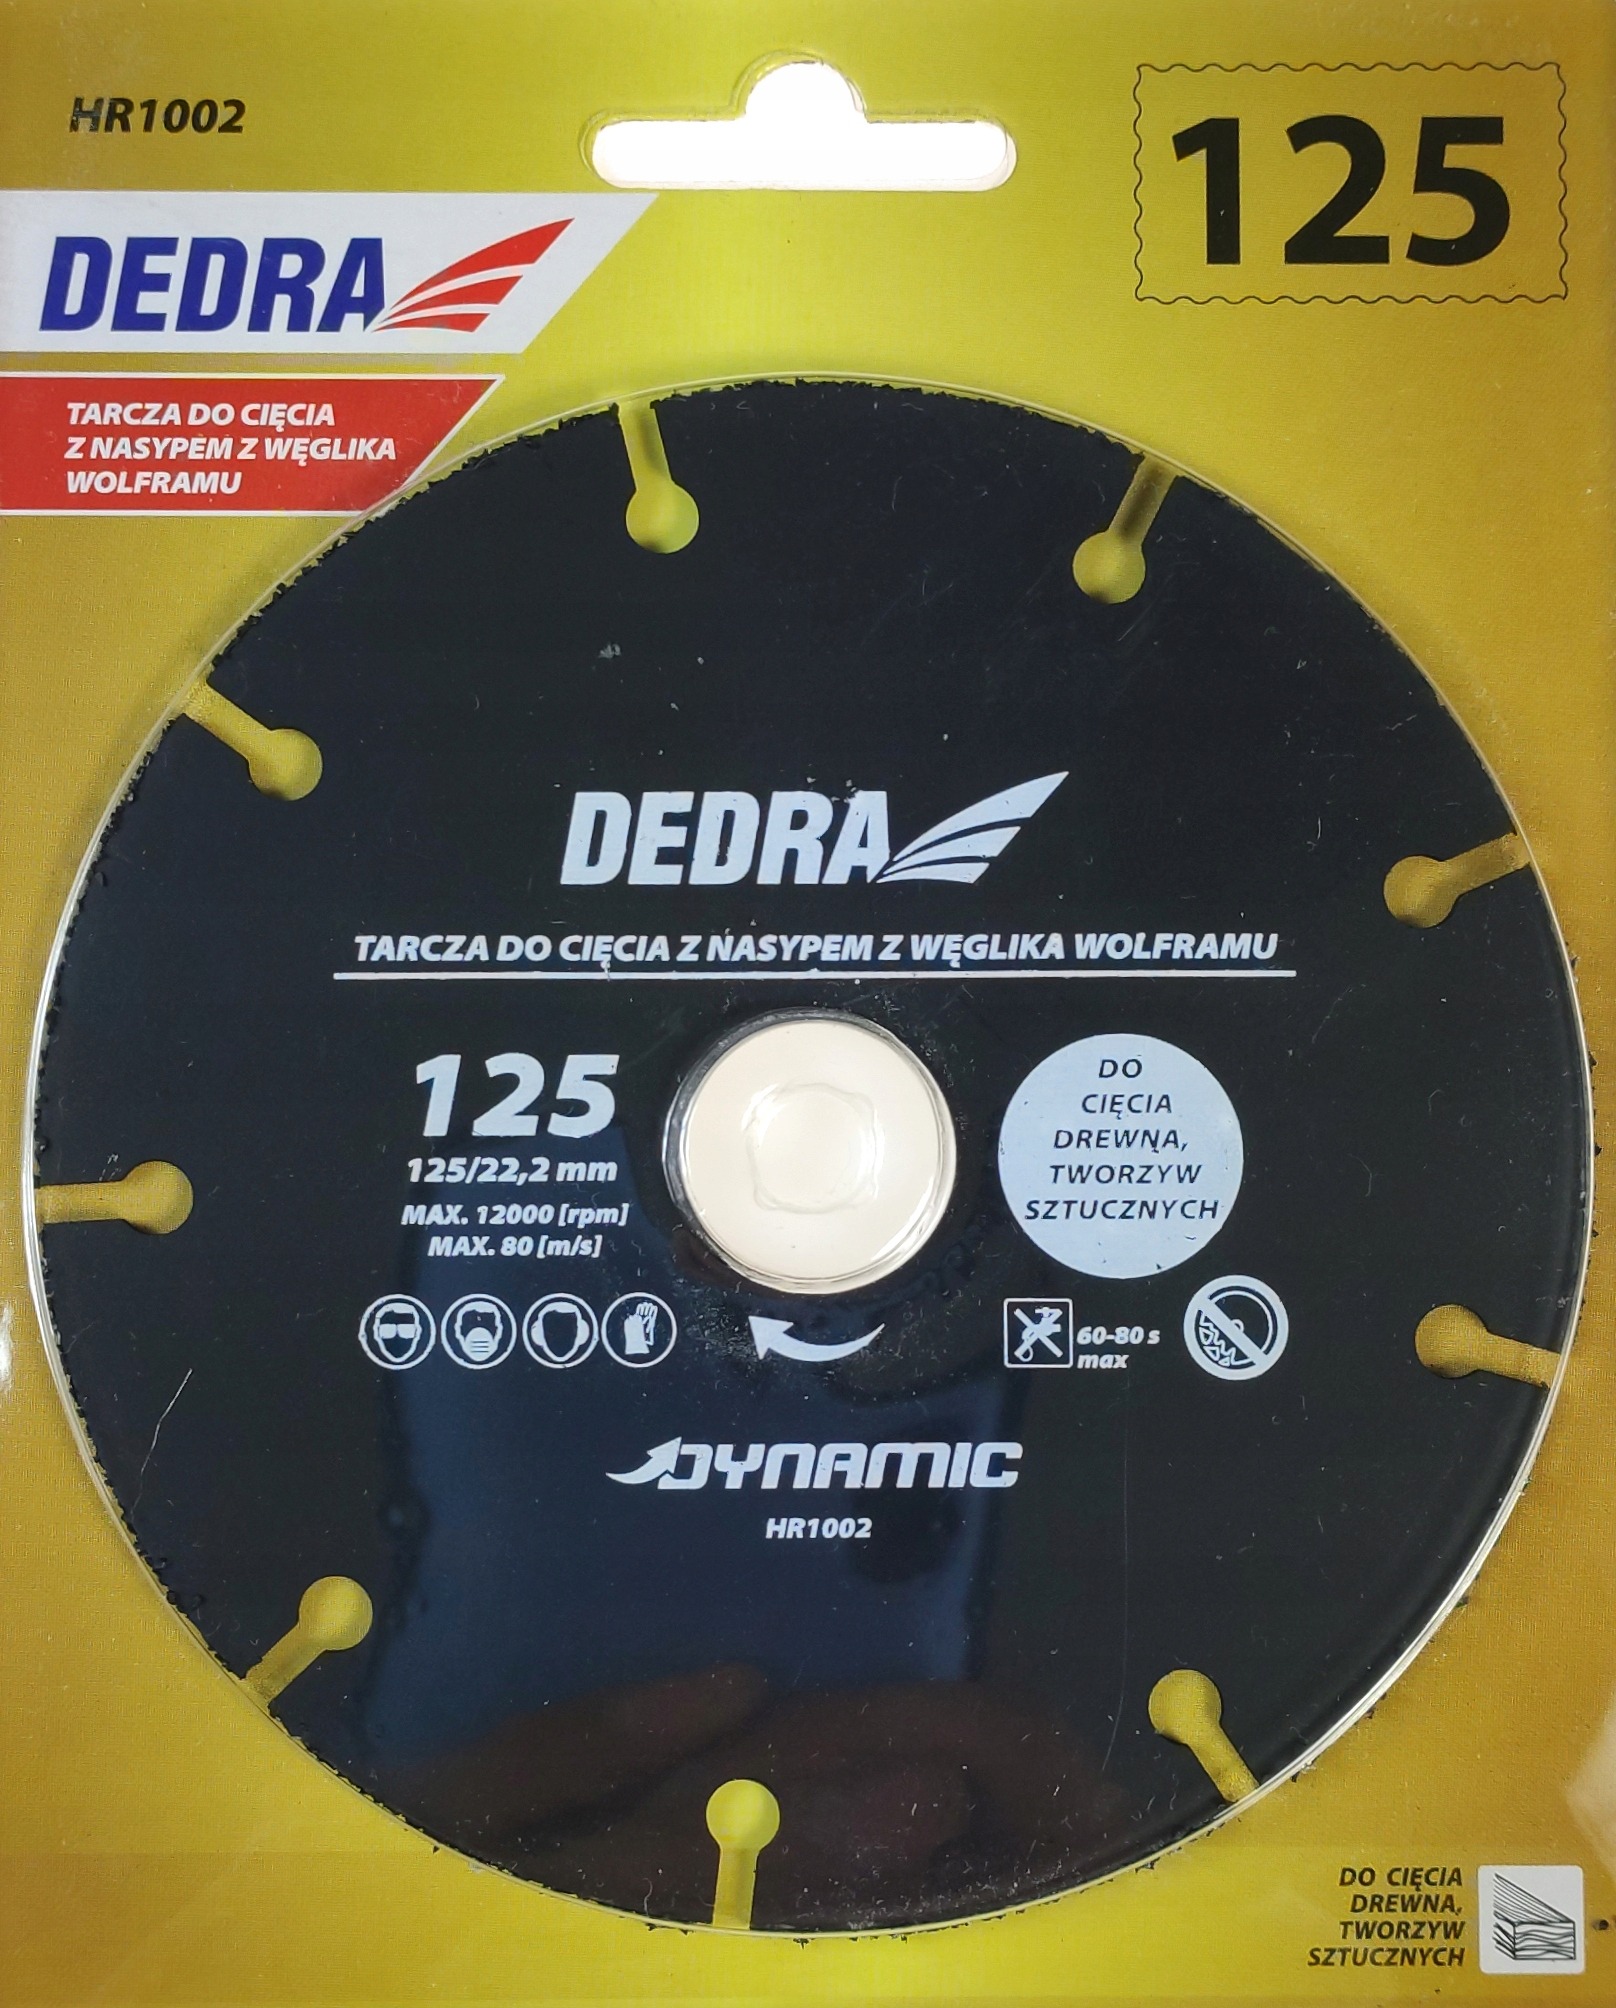 HR1002
125
DEDRA
TARCZA DO CIĘCIA
Z NASYPEM Z WĘGLIKA
WOLFRAMU
DEDRA
TARCZA DO CIĘCIA Z NASYPEM Z WĘGLIKA WOLFRAMU
125
125/22,2 mm
MAX. 12000 [rpm]
MAX. 80 [m/s]
DO
CIĘCIA
DREWNA,
TWORZYW
SZTUCZNYCH
60-80 s
max
DYNAMIC
HR1002
DO CIĘCIA
DREWNA,
TWORZYW
SZTUCZNYCH